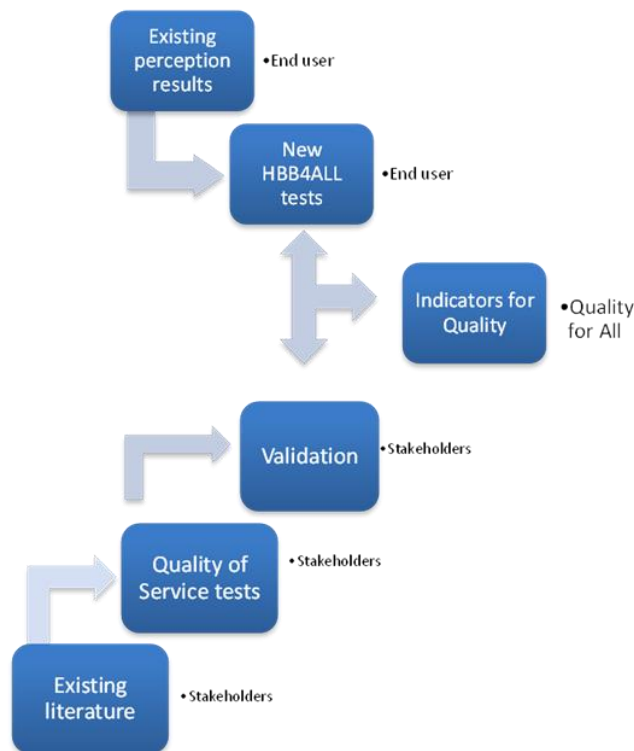 Existing
perception
results
•End user
New
HBB4ALL
tests
•End user
Indicators for
Quality
•Quality
for All
Validation
•Stakeholders
Quality of
Service tests
•Stakeholders
Existing
literature
•Stakeholders